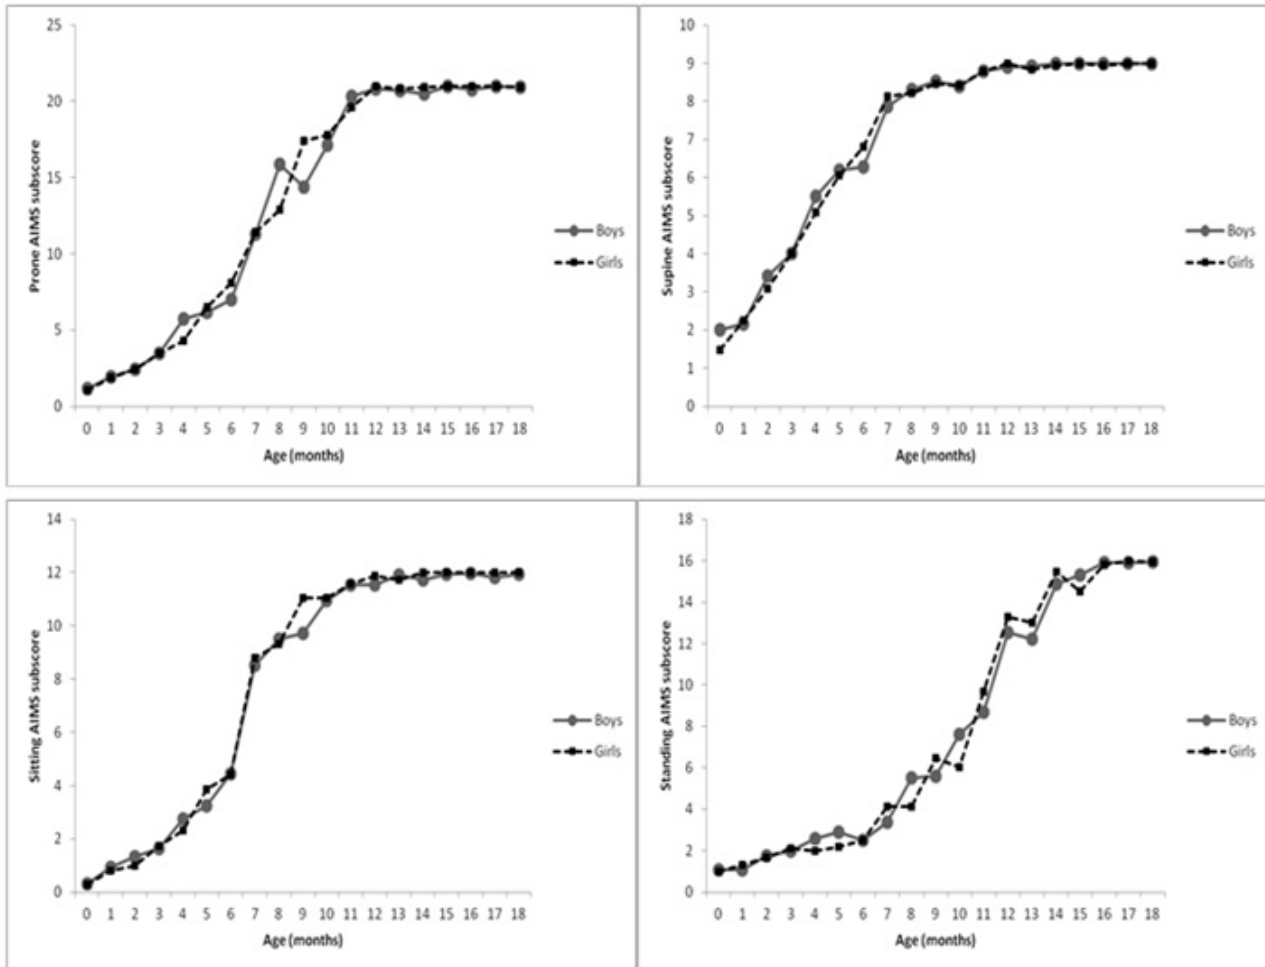 25
20
15
10
5
0
Prone AIMS subscore
0 1 2 3 4 5 6 7 8 9 10 11 12 13 14 15 16 17 18
Age (months)
Boys
Girls
10
9
8
7
6
5
4
3
2
1
0
Supine AIMS subscore
0 1 2 3 4 5 6 7 8 9 10 11 12 13 14 15 16 17 18
Age (months)
Boys
Girls
14
12
10
8
6
4
2
0
Sitting AIMS subscore
0 1 2 3 4 5 6 7 8 9 10 11 12 13 14 15 16 17 18
Age (months)
Boys
Girls
18
16
14
12
10
8
6
4
2
0
Standing AIMS subscore
0 1 2 3 4 5 6 7 8 9 10 11 12 13 14 15 16 17 18
Age (months)
Boys
Girls